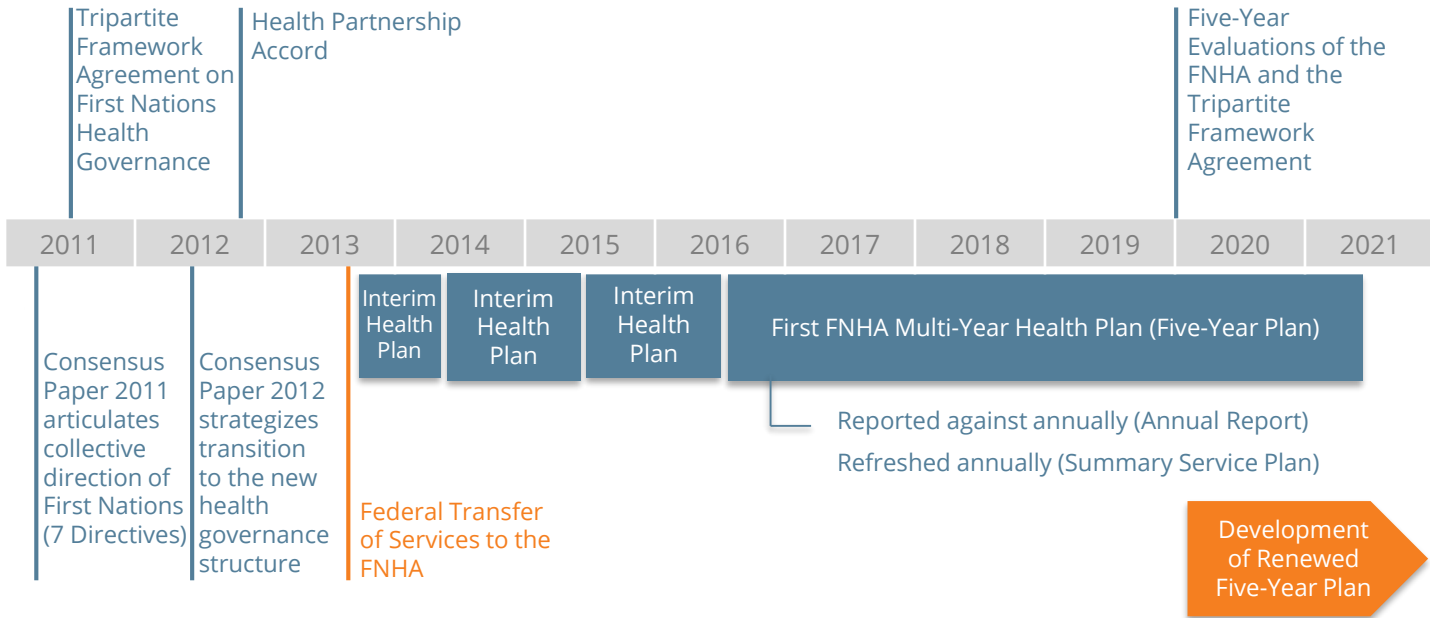 Tripartite
Framework
Agreement on
First Nations
Health
Governance
Health Partnership
Accord
Five-Year
Evaluations of the
FNHA and the
Tripartite
Framework
Agreement
2011 2012 2013 2014 2015 2016 2017 2018 2019 2020 2021
Interim
Health
Plan
Interim
Health
Plan
Interim
Health
Plan
First FNHA Multi-Year Health Plan (Five-Year Plan)
Consensus
Paper 2011
articulates
collective
direction of
First Nations
(7 Directives)
Consensus
Paper 2012
strategizes
transition
to the new
health
governance
structure
Federal Transfer
of Services to the
FNHA
Reported against annually (Annual Report)
Refreshed annually (Summary Service Plan)
Development
of Renewed
Five-Year Plan